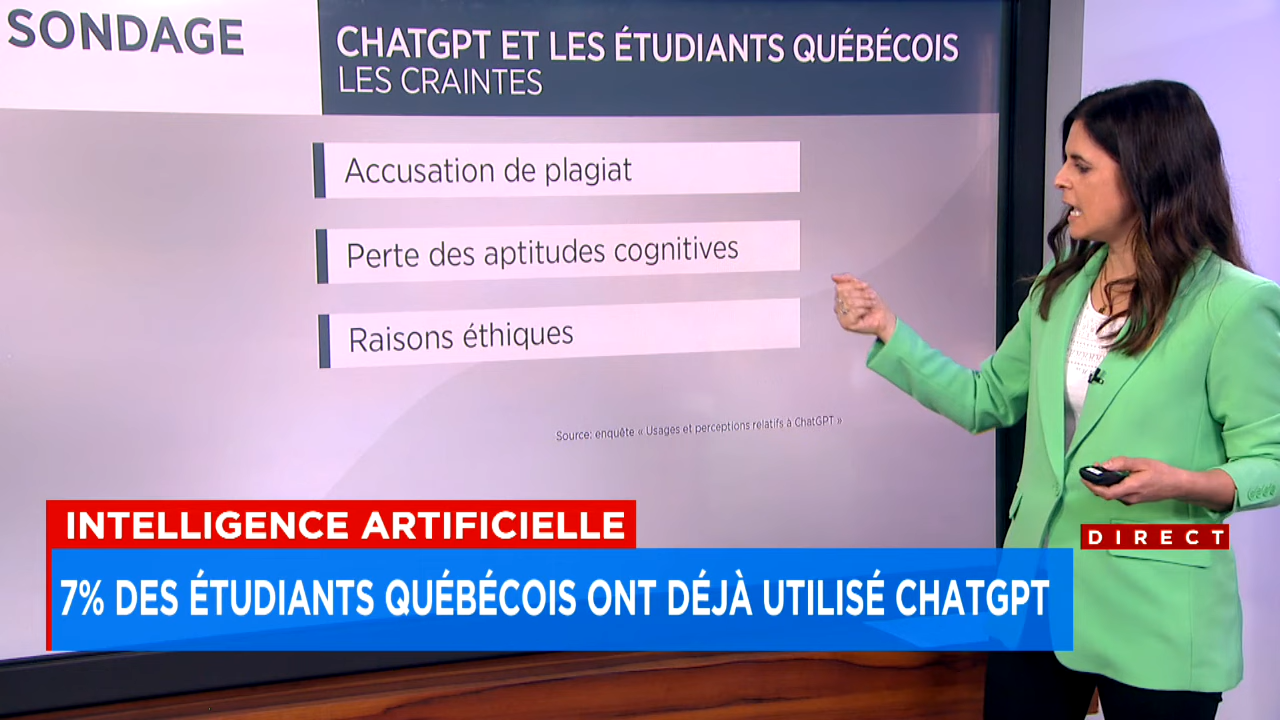 SONDAGE
CHATGPT ET LES ÉTUDIANTS QUÉBÉCOIS
LES CRAINTES
Accusation de plagiat
Perte des aptitudes cognitives
Raisons éthiques
Source: enquête « Usages et perceptions relatifs à ChatGPT »
INTELLIGENCE ARTIFICIELLE
DIRECT
7% DES ÉTUDIANTS QUÉBÉCOIS ONT DÉJÀ UTILISÉ CHATGPT